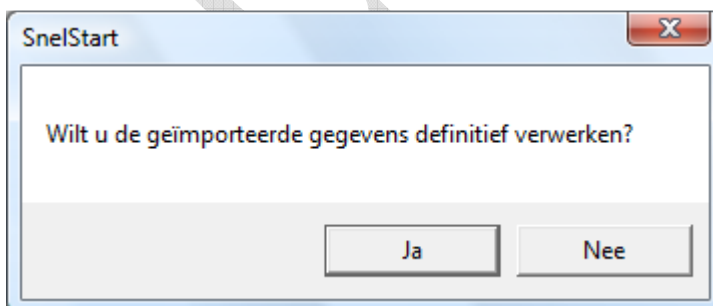 SnelStart
Wilt u de geïmporteerde gegevens definitief verwerken?
Ja
Nee